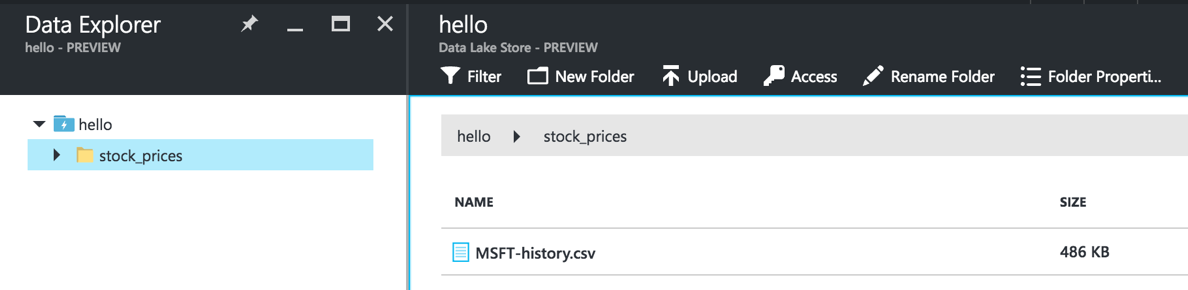 Data Explorer
hello - PREVIEW
hello
stock_prices
hello
Data Lake Store - PREVIEW
Filter New Folder Upload Access Rename Folder Folder Properti...
hello stock_prices
NAME SIZE
MSFT-history.csv 486 KB